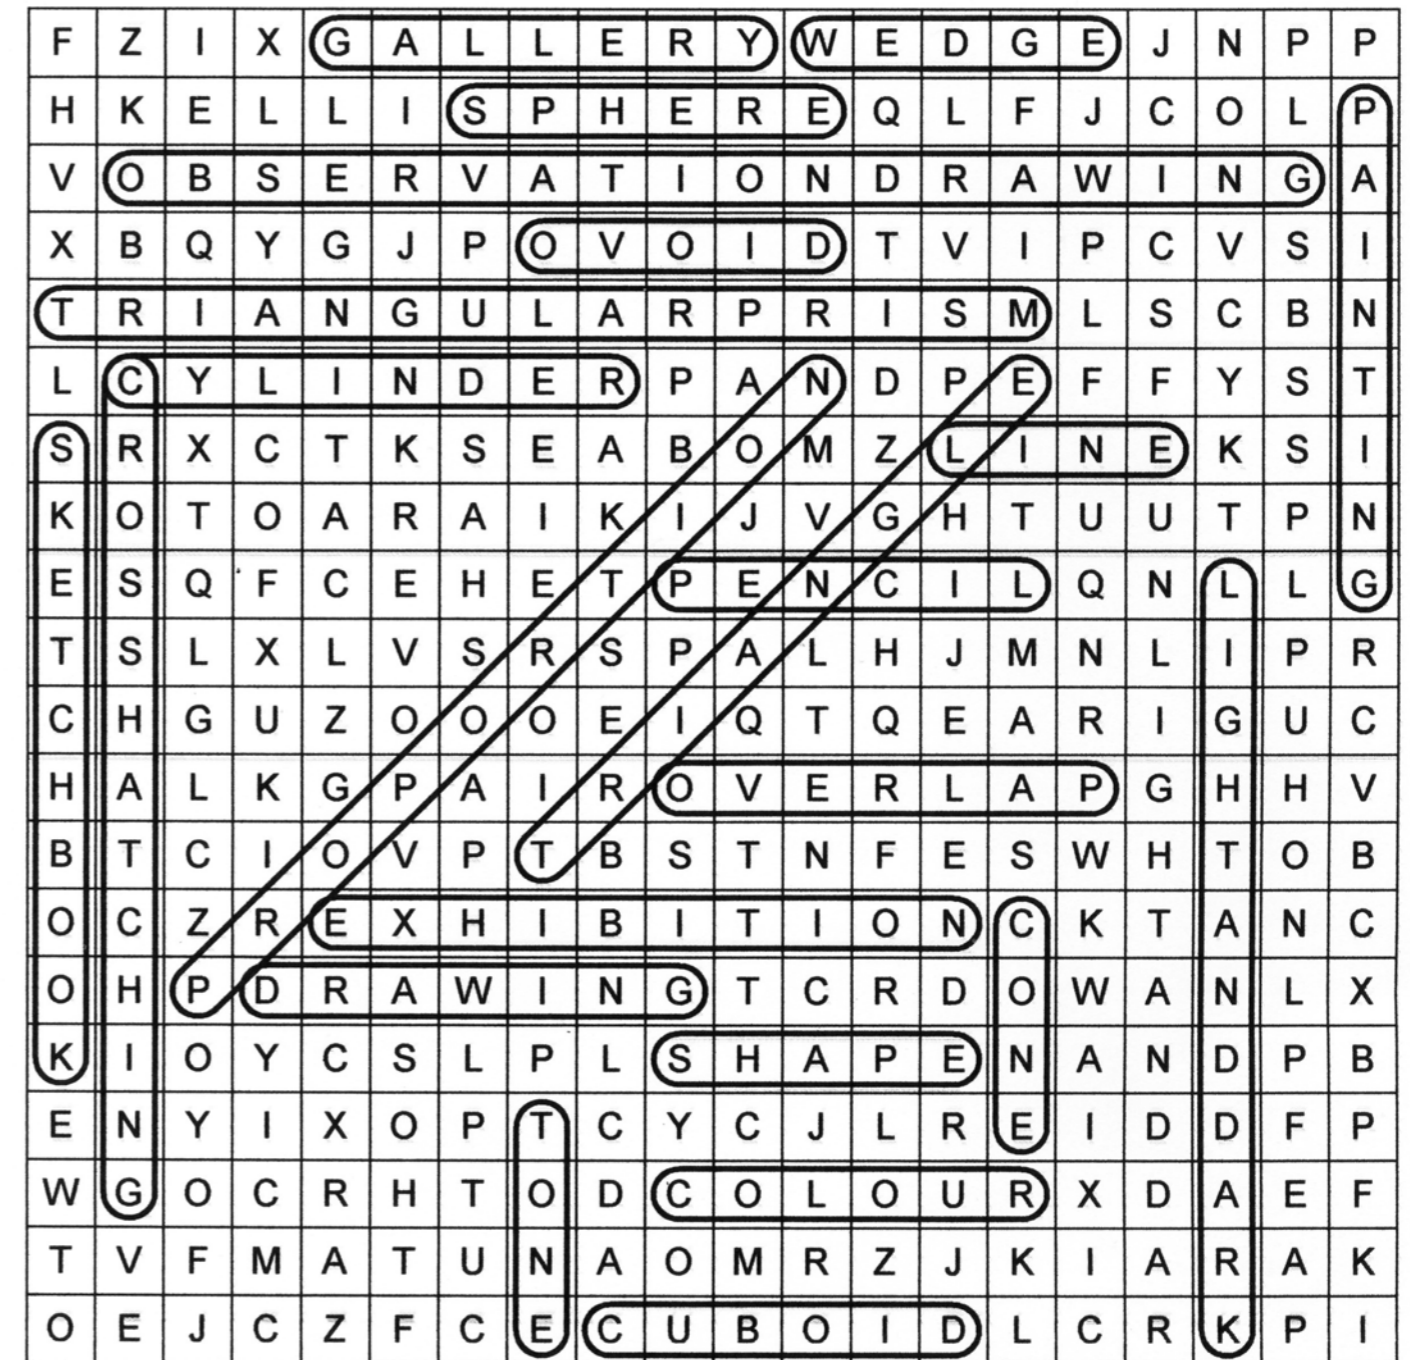 F Z I X G A L L E R Y W E D G E J N P P
H K E L L I S P H E R E Q L F J C O L P
V O B S E R V A T I O N D R A W I N G A
X B Q Y G J P O V O I D T V I P C V S I
T R I A N G U L A R P R I S M L S C B N
L C Y L I N D E R P A N D P E F F Y S T
S R X C T K S E A B O M Z L I N E K S I
K O T O A R A I K I J V G H T U U T P N
E S Q F C E H E T P E N C I L Q N L L G
T S L X L V S R S P A L H J M N L I P R
C H G U Z O O O E I Q T Q E A R I G U C
H A L K G P A I R O V E R L A P G H H V
B T C I O V P T B S T N F E S W H T O B
O C Z R E X H I B I T I O N C K T A N C
O H P D R A W I N G T C R D O W A N L X
K I O Y C S L P L S H A P E N A N D P B
E N Y I X O P T C Y C J L R E I D D F P
W G O C R H T O D C O L O U R X D A E F
T V F M A T U N A O M R Z J K I A R A K
O E J C Z F C E C U B O I D L C R K P I